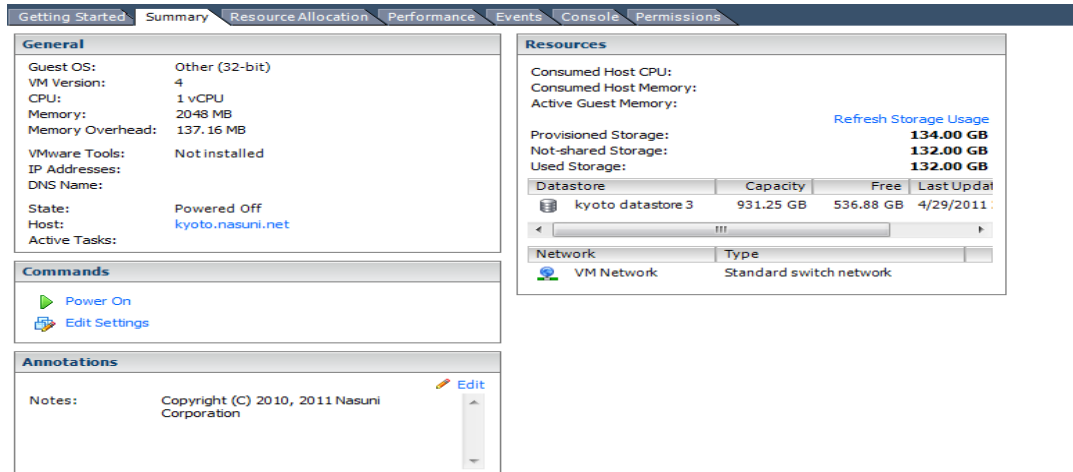 Getting Started Summary Resource Allocation Performance Events Console Permissions
General
Guest OS: Other (32-bit)
VM Version: 4
CPU: 1 vCPU
Memory: 2048 MB
Memory Overhead: 137.16 MB
VMware Tools: Not installed
IP Addresses:
DNS Name:
State: Powered Off
Host: kyoto.nasuni.net
Active Tasks:
Commands
Power On
Edit Settings
Annotations
Edit
Notes: Copyright (C) 2010, 2011 Nasuni
Corporation
Resources
Consumed Host CPU:
Consumed Host Memory:
Active Guest Memory:
Refresh Storage Usage
Provisioned Storage: 134.00 GB
Not-shared Storage: 132.00 GB
Used Storage: 132.00 GB
Datastore Capacity Free Last Updat
kyoto datastore 3 931.25 GB 536.88 GB 4/29/2011
Network Type
VM Network Standard switch network